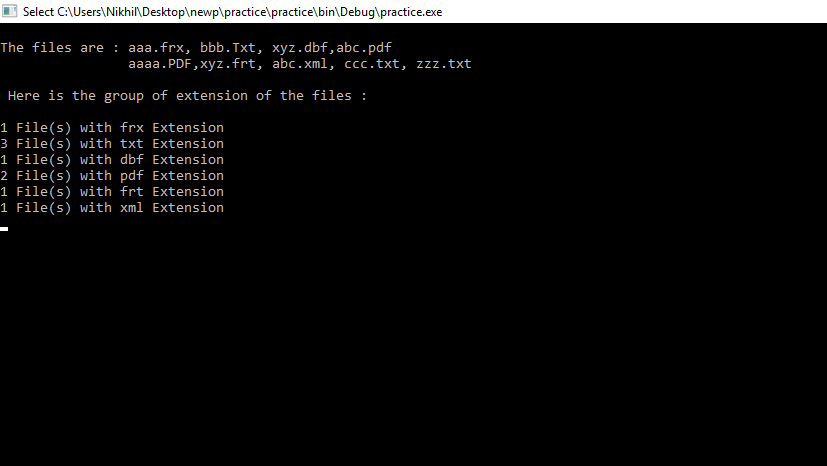 Select C:\Users\Nikhil\Desktop\newp\practice\practice\bin\Debug\practice.exe
The files are : aaa.frx, bbb.Txt, xyz.dbf,abc.pdf
aaaa.PDF,xyz.frt, abc.xml, ccc.txt, zzz.txt
Here is the group of extension of the files :
1 File(s) with frx Extension
3 File(s) with txt Extension
1 File(s) with dbf Extension
2 File(s) with pdf Extension
1 File(s) with frt Extension
1 File(s) with xml Extension